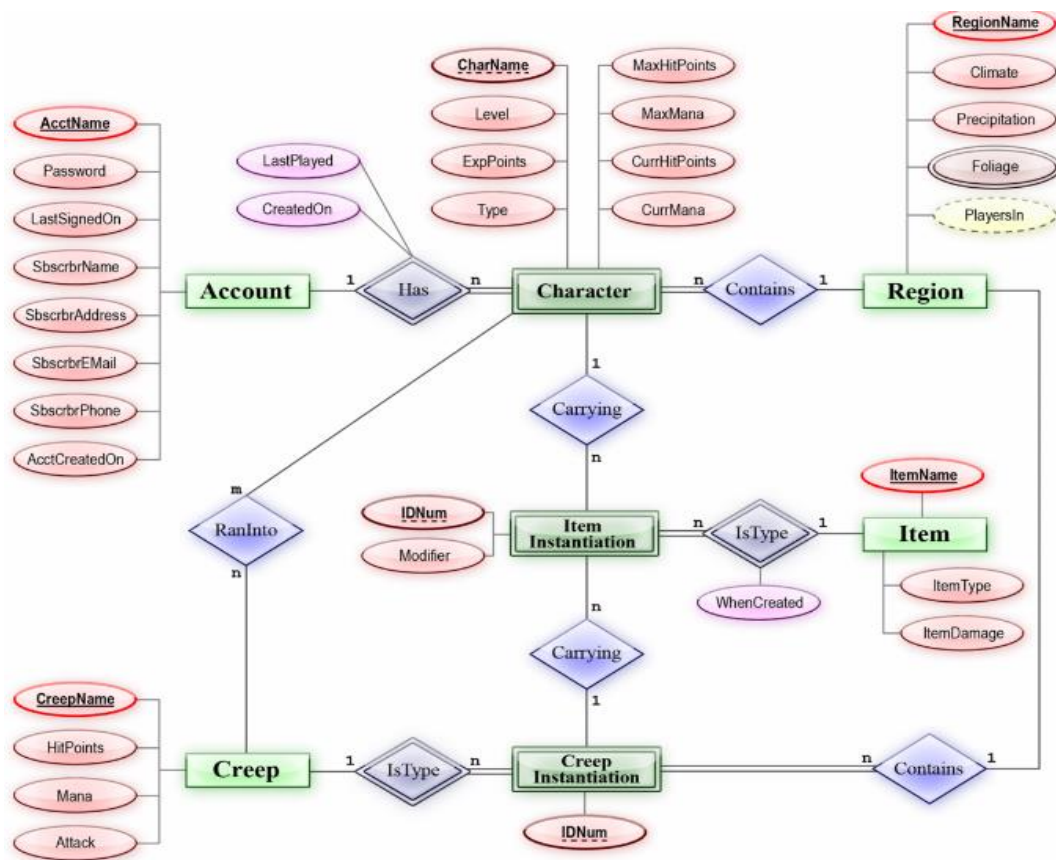 RegionName
CharName
MaxHitPoints
Climate
AcctName
Level
MaxMana
Precipitation
Password
LastPlayed
ExpPoints
CurrHitPoints
Foliage
LastSignedOn
CreatedOn
Type
CurrMana
PlayersIn
SbscrbrName
Account
1
Has
n
Character
n
Contains
1
Region
SbscrbrAddress
SbscrbrEMail
1
SbscrbrPhone
Carrying
AcctCreatedOn
n
m
ItemName
RanInto
IDNum
Item
Instantiation
n
IsType
1
Item
Modifier
n
WhenCreated
ItemType
n
ItemDamage
Carrying
CreepName
1
HitPoints
Creep
1
IsType
n
Creep
Instantiation
n
Contains
1
Mana
IDNum
Attack